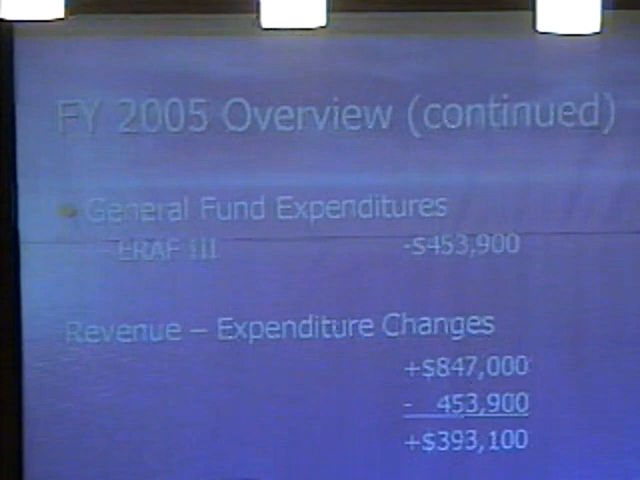 FY 2005 Overview (continued)
General Fund Expenditures
– ERAF III -$453,900
Revenue – Expenditure Changes
+$847,000
- 453,900
+$393,100